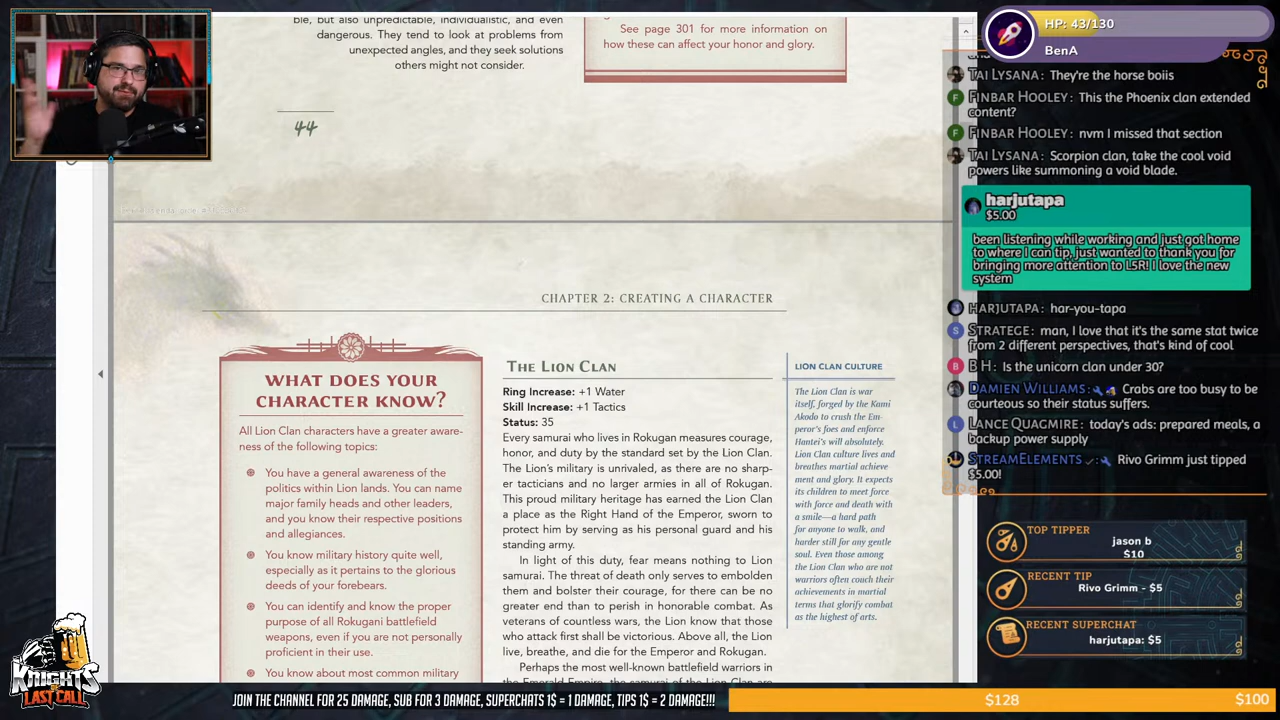 ble, but also unpredictable, individualistic, and even
dangerous. They tend to look at problems from
unexpected angles, and they seek solutions
others might not consider.
44
See page 301 for more information on
how these can affect your honor and glory.
CHAPTER 2: CREATING A CHARACTER
WHAT DOES YOUR
CHARACTER KNOW?
All Lion Clan characters have a greater aware-
ness of the following topics:
You have a general awareness of the
politics within Lion lands. You can name
major family heads and other leaders,
and you know their respective positions
and allegiances.
You know military history quite well,
especially as it pertains to the glorious
deeds of your forebears.
You can identify and know the proper
purpose of all Rokugani battlefield
weapons, even if you are not personally
proficient in their use.
You know about most common military
THE LION CLAN
Ring Increase: +1 Water
Skill Increase: +1 Tactics
Status: 35
Every samurai who lives in Rokugan measures courage,
honor, and duty by the standard set by the Lion Clan.
The Lion's military is unrivaled, as there are no sharp-
er tacticians and no larger armies in all of Rokugan.
This proud military heritage has earned the Lion Clan
a place as the Right Hand of the Emperor, sworn to
protect him by serving as his personal guard and his
standing army.
In light of this duty, fear means nothing to Lion
samurai. The threat of death only serves to embolden
them and bolster their courage, for there can be no
greater end than to perish in honorable combat. As
veterans of countless wars, the Lion know that those
who attack first shall be victorious. Above all, the Lion
live, breathe, and die for the Emperor and Rokugan.
Perhaps the most well-known battlefield warriors in
the Emerald Empire, the samurai of the Lion Clan are
LION CLAN CULTURE
The Lion Clan is war
itself, forged by the Kami
Akodo to crush the Em-
peror's foes and enforce
Hantei's will absolutely.
Lion Clan culture lives and
breathes martial achieve
ment and glory. It expects
its children to meet force
with force and death with
a smile—a hard path
for anyone to walk, and
harder still for any gentle
soul. Even those among
the Lion Clan who are not
warriors often couch their
achievements in martial
terms that glorify combat
as the highest of arts.
HP: 43/130
BenA
TAI LYSANA: They're the horse boiis
FINBAR HOOLEY: This the Phoenix clan extended
content?
FINBAR HOOLEY: nvm I missed that section
TAI LYSANA: Scorpion clan, take the cool void
powers like summoning a void blade.
harjutapa
$5.00
been listening while working and just got home
to where I can tip, just wanted to thank you for
bringing more attention to L5R! I love the new
system
HARJUTAPA: har-you-tapa
STRATEGE: man, I love that it's the same stat twice
from 2 different perspectives, that's kind of cool
B H: Is the unicorn clan under 30?
DAMIEN WILLIAMS: Crabs are too busy to be
courteous so their status suffers.
LANCE QUAGMIRE: today's ads: prepared meals, a
backup power supply
STREAMELEMENTS: Rivo Grimm just tipped
$5.00!
TOP TIPPER
jason b
$10
RECENT TIP
Rivo Grimm - $5
RECENT SUPERCHAT
harjutapa: $5
KNIGHTS
LAST CALL
JOIN THE CHANNEL FOR 25 DAMAGE, SUB FOR 3 DAMAGE, SUPERCHATS 1$ = 1 DAMAGE, TIPS 1$ = 2 DAMAGE!!!
$128
$100